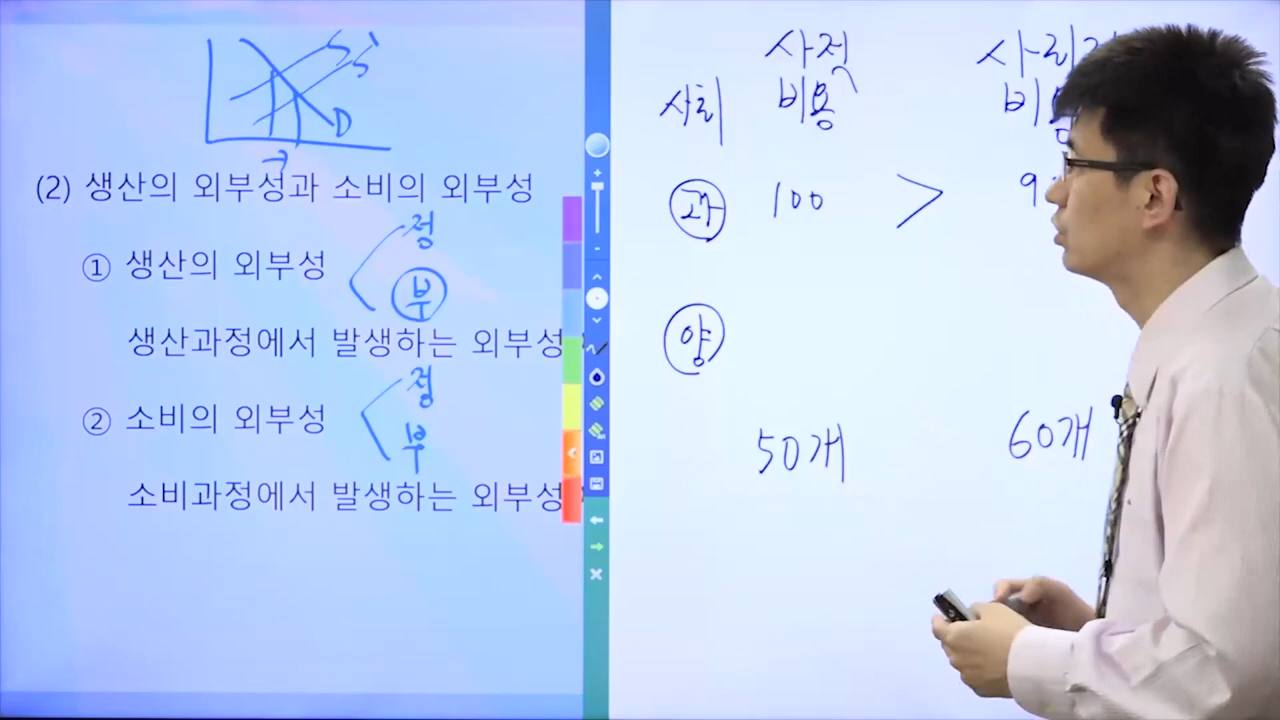 S
S'
D
→
(2) 생산의 외부성과 소비의 외부성
정
① 생산의 외부성
부
생산과정에서 발생하는 외부성
정
② 소비의 외부성
부
소비과정에서 발생하는 외부성
사적
비용
사회
과
100 >
양
50개
60개